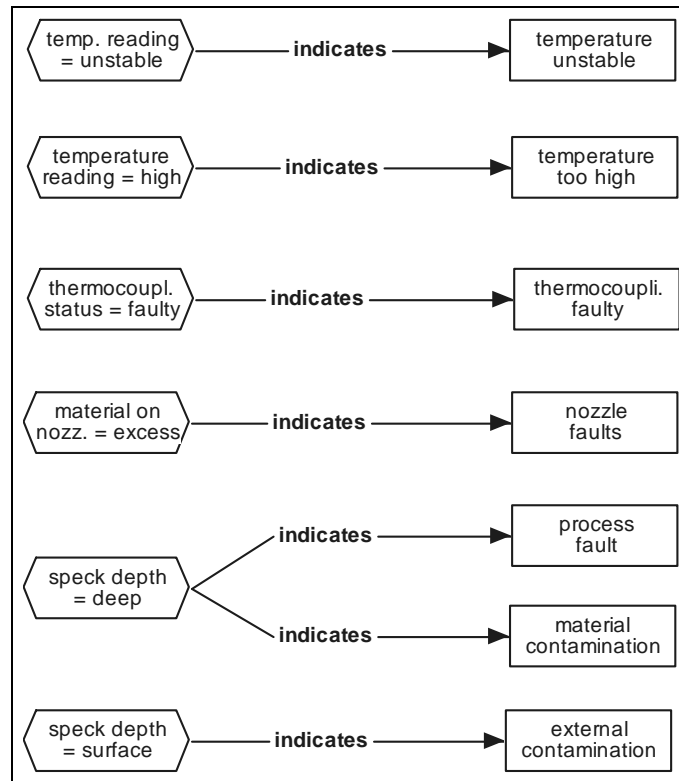 temp. reading
= unstable
indicates
temperature
unstable
temperature
reading = high
indicates
temperature
too high
thermocoupl.
status = faulty
indicates
thermocoupli.
faulty
material on
nozz. = excess
indicates
nozzle
faults
speck depth
= deep
indicates
process
fault
indicates
material
contamination
speck depth
= surface
indicates
external
contamination